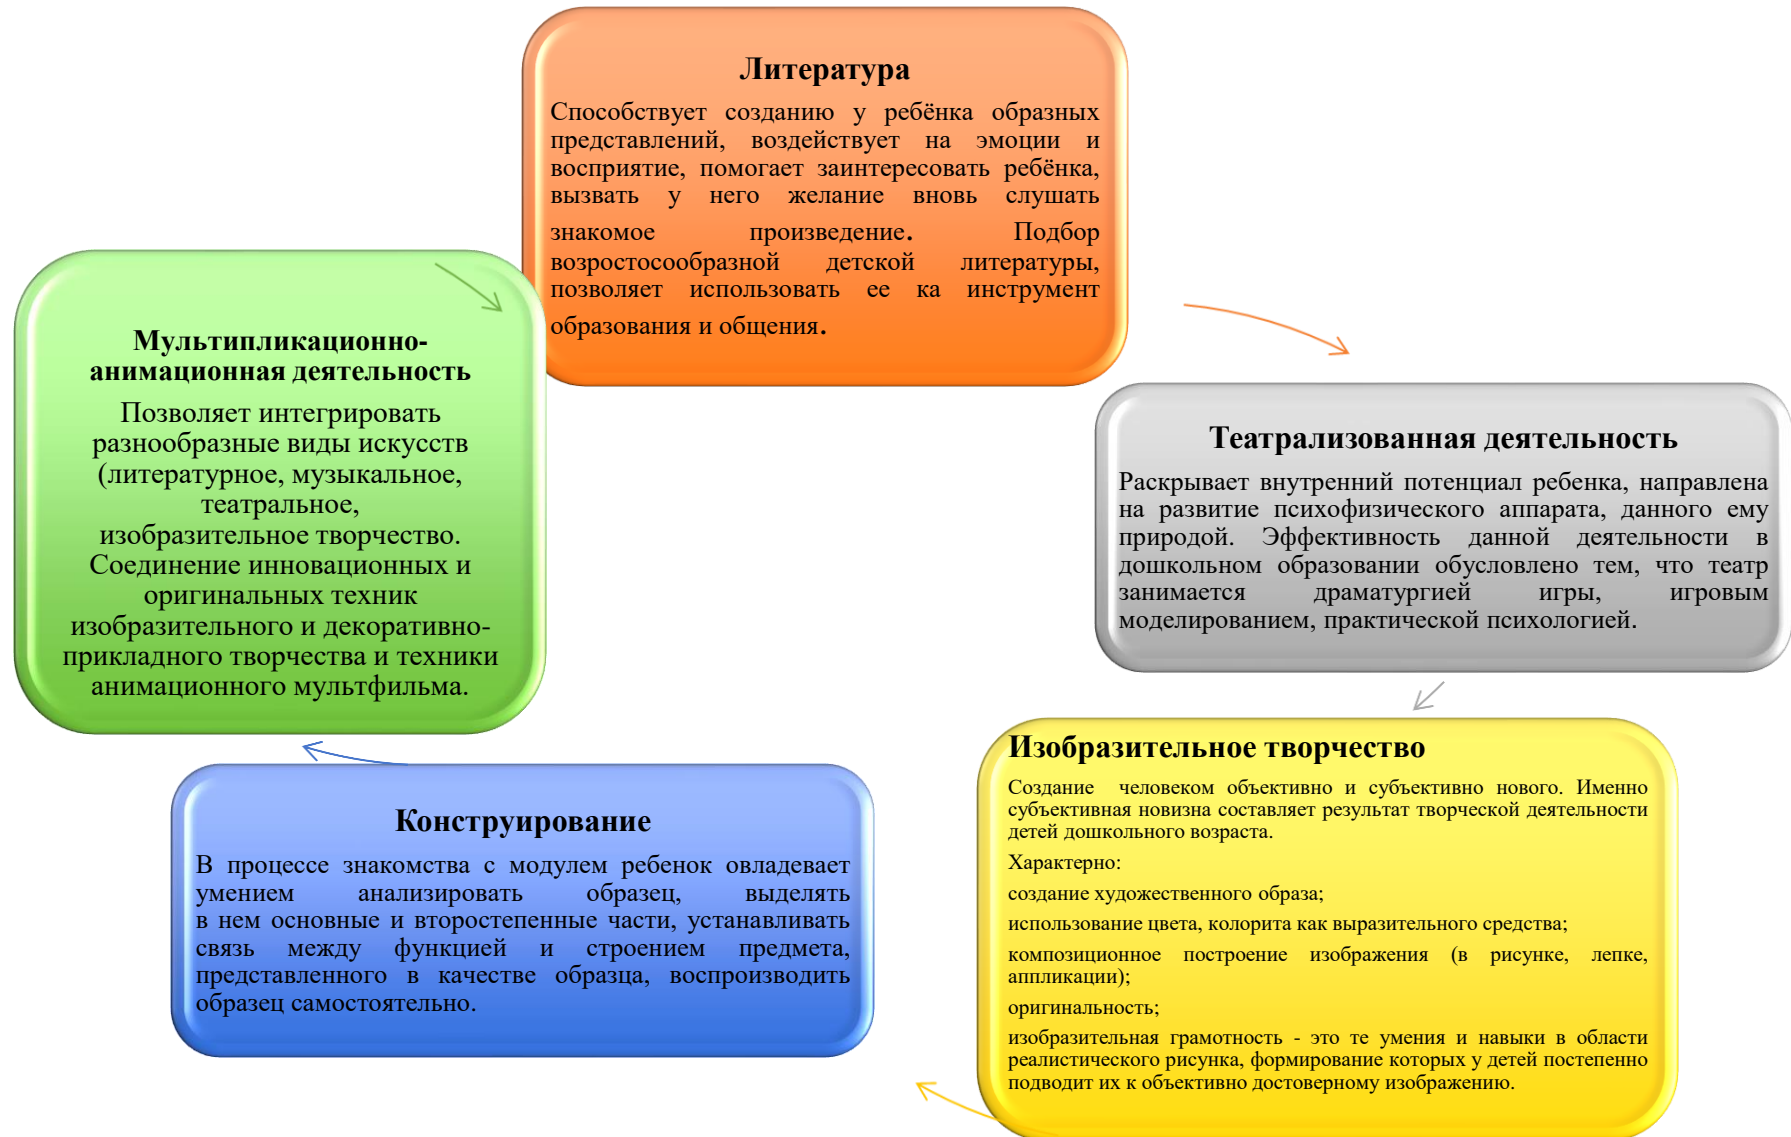 Литература
Способствует созданию у ребёнка образных
представлений, воздействует на эмоции и
восприятие, помогает заинтересовать ребёнка,
вызвать у него желание вновь слушать
знакомое произведение. Подбор
возростосообразной детской литературы,
позволяет использовать ее ка инструмент
образования и общения.
Театрализованная деятельность
Раскрывает внутренний потенциал ребенка, направлена
на развитие психофизического аппарата, данного ему
природой. Эффективность данной деятельности в
дошкольном образовании обусловлено тем, что театр
занимается драматургией игры, игровым
моделированием, практической психологией.
Изобразительное творчество
Создание человеком объективно и субъективно нового. Именно
субъективная новизна составляет результат творческой деятельности
детей дошкольного возраста.
Характерно:
создание художественного образа;
использование цвета, колорита как выразительного средства;
композиционное построение изображения (в рисунке, лепке,
аппликации);
оригинальность;
изобразительная грамотность - это те умения и навыки в области
реалистического рисунка, формирование которых у детей постепенно
подводит их к объективно достоверному изображению.
Конструирование
В процессе знакомства с модулем ребенок овладевает
умением анализировать образец, выделять
в нем основные и второстепенные части, устанавливать
связь между функцией и строением предмета,
представленного в качестве образца, воспроизводить
образец самостоятельно.
Мультипликационно-
анимационная деятельность
Позволяет интегрировать
разнообразные виды искусств
(литературное, музыкальное,
театральное,
изобразительное творчество.
Соединение инновационных и
оригинальных техник
изобразительного и декоративно-
прикладного творчества и техники
анимационного мультфильма.